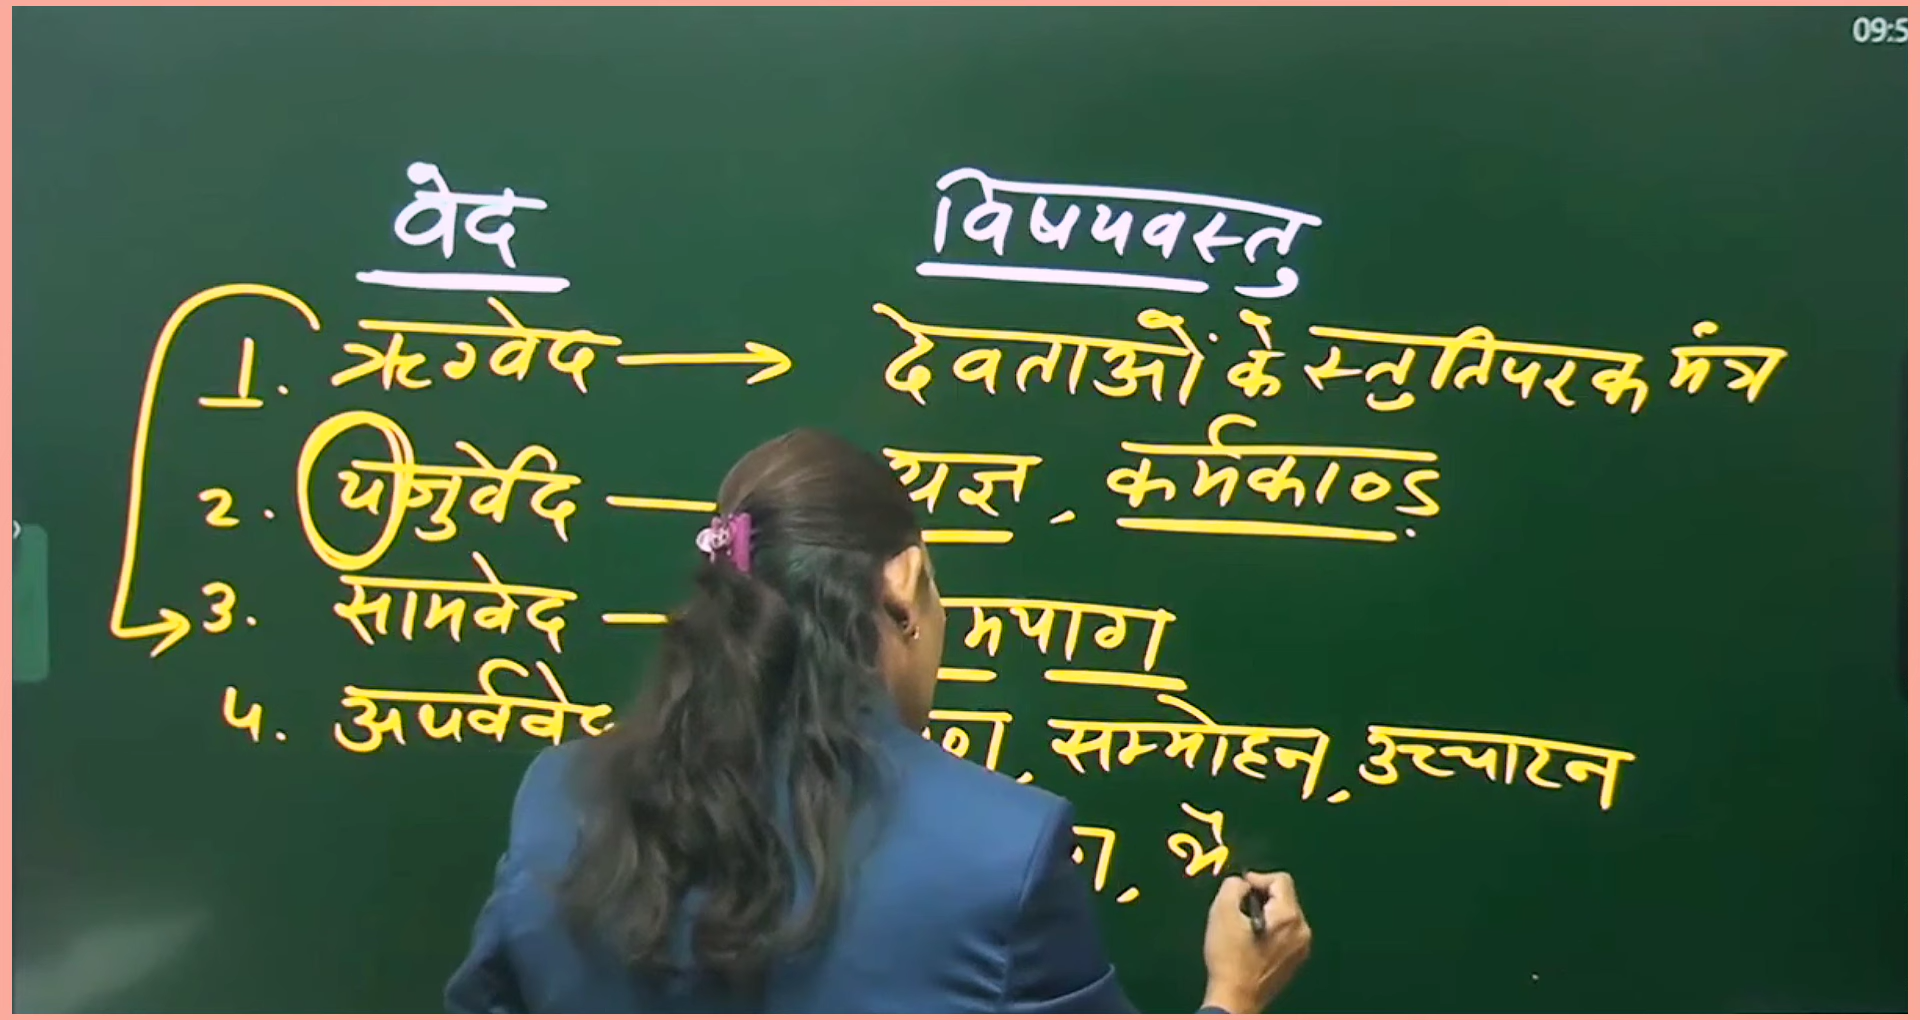 09:5
वेद विषयवस्तु
1. ऋग्वेद → देवताओं के स्तुतिपरक मंत्र
2. यजुर्वेद — यज्ञ, कर्मकाण्ड
3. सामवेद —
4. सम्मोहन, उच्चाटन